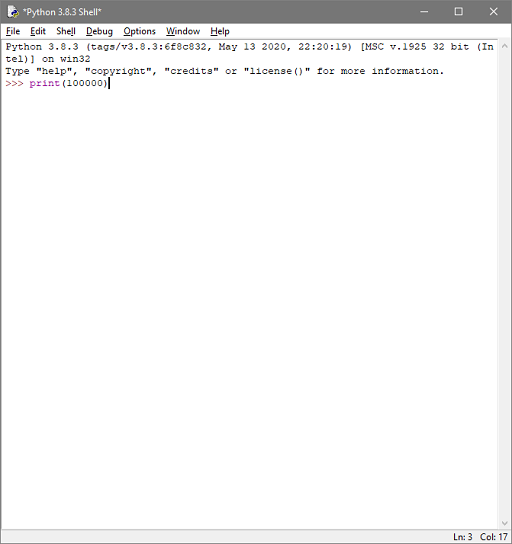 *Python 3.8.3 Shell*
File Edit Shell Debug Options Window Help
Python 3.8.3 (tags/v3.8.3:6f8c832, May 13 2020, 22:20:19) [MSC v.1925 32 bit (In
tel)] on win32
Type "help", "copyright", "credits" or "license()" for more information.
>>> print(100000)
Ln: 3 Col: 17